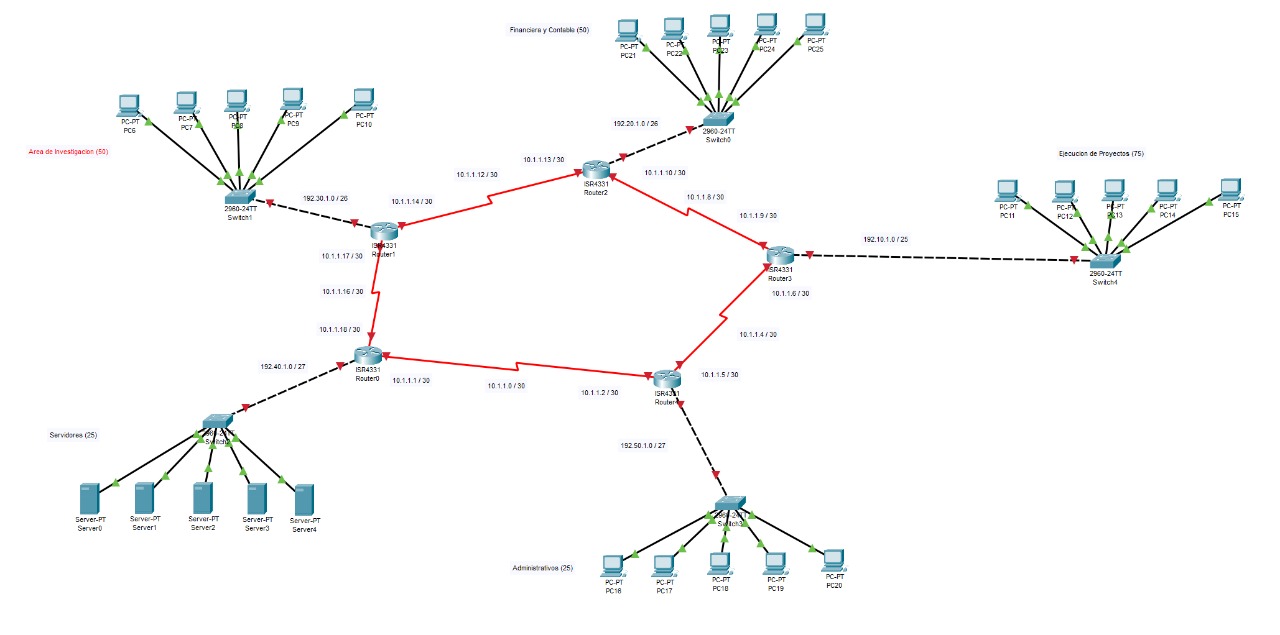 Financiera y Contable (50)
PC-PT
PC21
PC-PT
PC22
PC-PT
PC23
PC-PT
PC24
PC-PT
PC25
192.20.1.0 / 26
2960-24TT
Switch0
PC-PT
PC6
PC-PT
PC7
PC-PT
PC8
PC-PT
PC9
PC-PT
PC10
Area de Investigacion (50)
192.30.1.0 / 26
2960-24TT
Switch1
10.1.1.14 / 30
10.1.1.12 / 30
10.1.1.13 / 30
ISR4331
Router2
10.1.1.10 / 30
10.1.1.8 / 30
10.1.1.9 / 30
Ejecucion de Proyectos (75)
PC-PT
PC11
PC-PT
PC12
PC-PT
PC13
PC-PT
PC14
PC-PT
PC15
192.10.1.0 / 25
2960-24TT
Switch4
ISR4331
Router1
10.1.1.17 / 30
10.1.1.16 / 30
10.1.1.18 / 30
ISR4331
Router3
10.1.1.6 / 30
10.1.1.4 / 30
10.1.1.5 / 30
192.40.1.0 / 27
ISR4331
Router0
10.1.1.1 / 30
10.1.1.0 / 30
10.1.1.2 / 30
ISR4331
192.50.1.0 / 27
Servidores (25)
Server-PT
Server0
Server-PT
Server1
Server-PT
Server2
Server-PT
Server3
Server-PT
Server4
2960-24TT
Switch3
Administrativos (25)
PC-PT
PC16
PC-PT
PC17
PC-PT
PC18
PC-PT
PC19
PC-PT
PC20